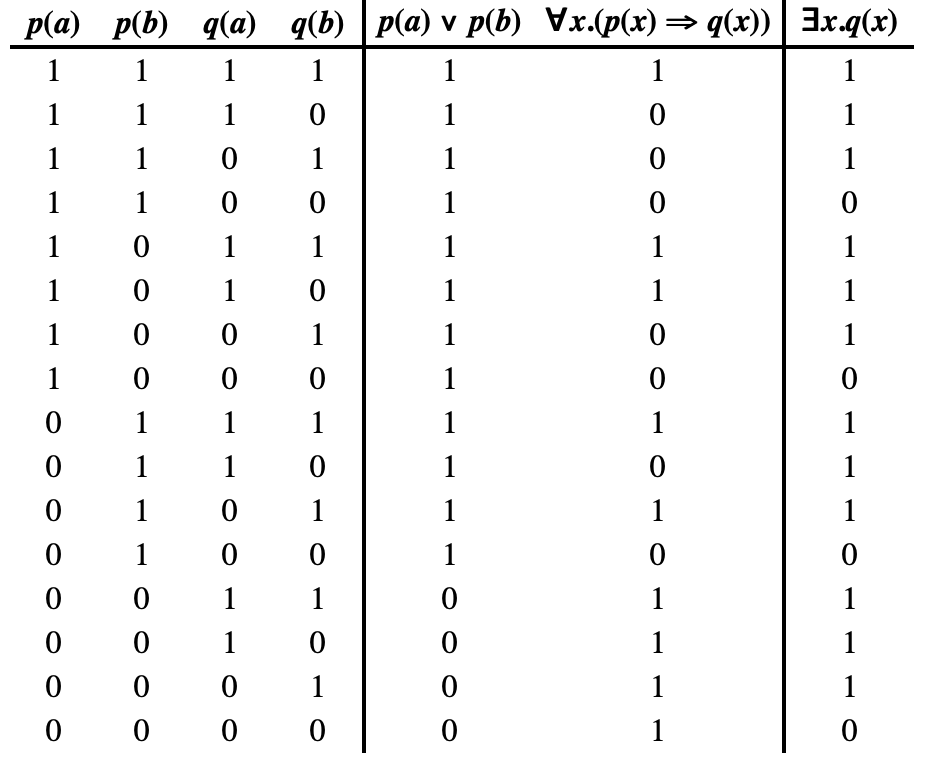 p(a) p(b) q(a) q(b) p(a) ∨ p(b) ∀x.(p(x) ⇒ q(x)) ∃x.q(x)
1 1 1 1 1 1 1
1 1 1 0 1 0 1
1 1 0 1 1 0 1
1 1 0 0 1 0 0
1 0 1 1 1 1 1
1 0 1 0 1 1 1
1 0 0 1 1 0 1
1 0 0 0 1 0 0
0 1 1 1 1 1 1
0 1 1 0 1 0 1
0 1 0 1 1 1 1
0 1 0 0 1 0 0
0 0 1 1 0 1 1
0 0 1 0 0 1 1
0 0 0 1 0 1 1
0 0 0 0 0 1 0